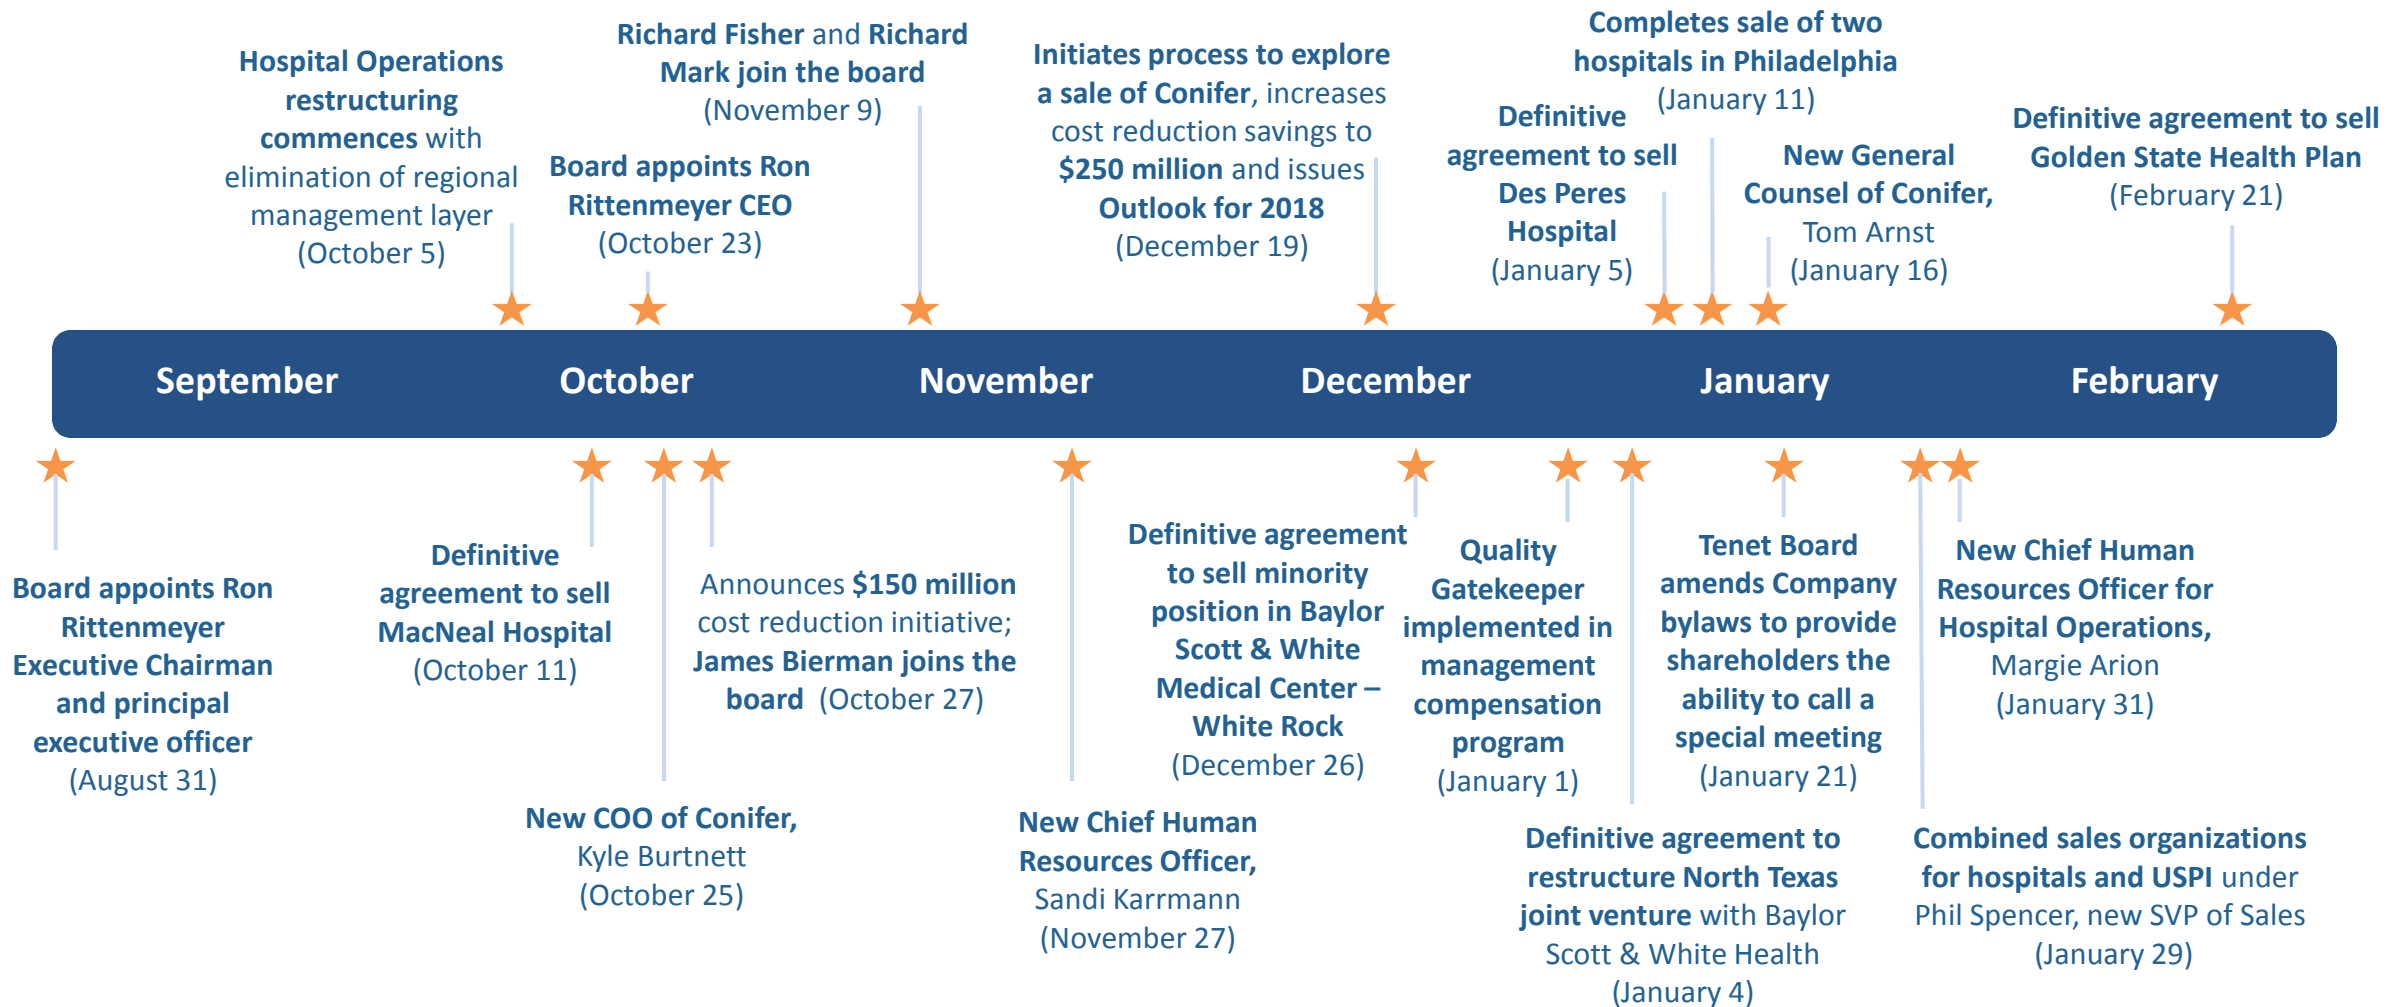 Hospital Operations
restructuring
commences with
elimination of regional
management layer
(October 5)
Board appoints Ron
Rittenmeyer CEO
(October 23)
Richard Fisher and Richard
Mark join the board
(November 9)
Initiates process to explore
a sale of Conifer, increases
cost reduction savings to
$250 million and issues
Outlook for 2018
(December 19)
Definitive
agreement to sell
Des Peres
Hospital
(January 5)
Completes sale of two
hospitals in Philadelphia
(January 11)
New General
Counsel of Conifer,
Tom Arnst
(January 16)
Definitive agreement to sell
Golden State Health Plan
(February 21)
September
October
November
December
January
February
Board appoints Ron
Rittenmeyer
Executive Chairman
and principal
executive officer
(August 31)
Definitive
agreement to sell
MacNeal Hospital
(October 11)
New COO of Conifer,
Kyle Burtnett
(October 25)
Announces $150 million
cost reduction initiative;
James Bierman joins the
board (October 27)
New Chief Human
Resources Officer,
Sandi Karrmann
(November 27)
Definitive agreement
to sell minority
position in Baylor
Scott & White
Medical Center –
White Rock
(December 26)
Quality
Gatekeeper
implemented in
management
compensation
program
(January 1)
Definitive agreement to
restructure North Texas
joint venture with Baylor
Scott & White Health
(January 4)
Tenet Board
amends Company
bylaws to provide
shareholders the
ability to call a
special meeting
(January 21)
Combined sales organizations
for hospitals and USPI under
Phil Spencer, new SVP of Sales
(January 29)
New Chief Human
Resources Officer for
Hospital Operations,
Margie Arion
(January 31)